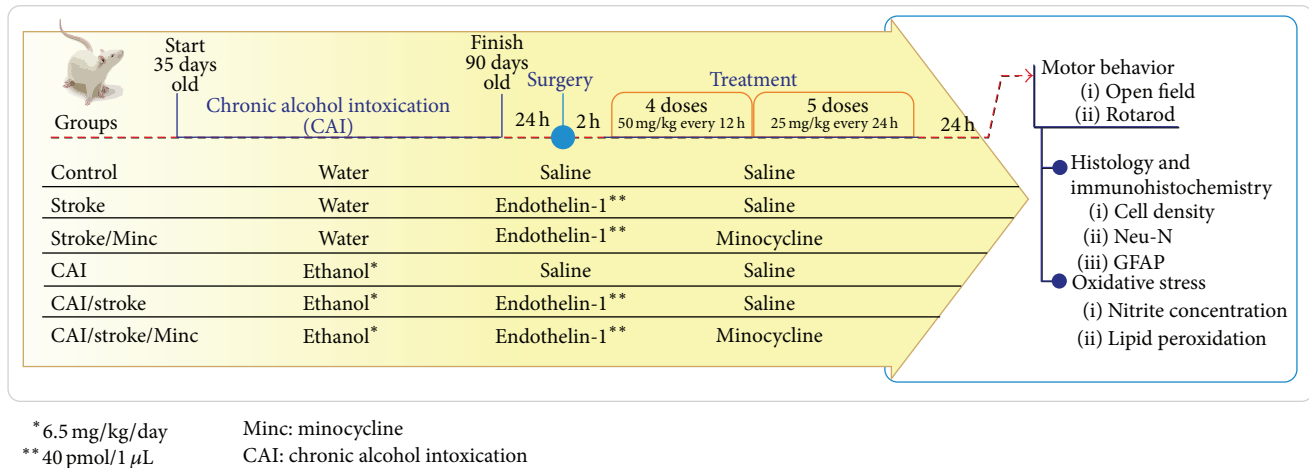 Start
35 days
old
Finish
90 days
old
Surgery
Treatment
Chronic alcohol intoxication
(CAI)
24 h
2 h
4 doses
50 mg/kg every 12 h
5 doses
25 mg/kg every 24 h
24 h
Groups
Control Water Saline Saline
Stroke Water Endothelin-1** Saline
Stroke/Minc Water Endothelin-1** Minocycline
CAI Ethanol* Saline Saline
CAI/stroke Ethanol* Endothelin-1** Saline
CAI/stroke/Minc Ethanol* Endothelin-1** Minocycline
Motor behavior
(i) Open field
(ii) Rotarod
Histology and
immunohistochemistry
(i) Cell density
(ii) Neu-N
(iii) GFAP
Oxidative stress
(i) Nitrite concentration
(ii) Lipid peroxidation
*6.5 mg/kg/day Minc: minocycline
**40 pmol/1 μL CAI: chronic alcohol intoxication